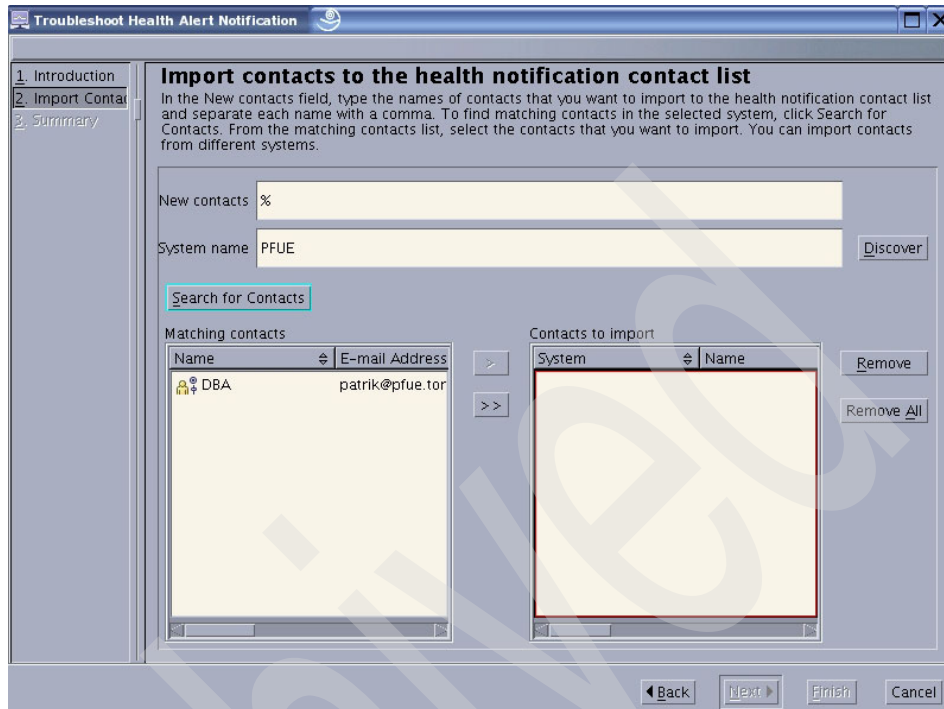 Troubleshoot Health Alert Notification
1. Introduction
2. Import Contac
3. Summary
Import contacts to the health notification contact list
In the New contacts field, type the names of contacts that you want to import to the health notification contact list
and separate each name with a comma. To find matching contacts in the selected system, click Search for
Contacts. From the matching contacts list, select the contacts that you want to import. You can import contacts
from different systems.
New contacts %
System name PFUE Discover
Search for Contacts
Matching contacts Contacts to import
Name E-mail Address > System Name Remove
DBA patrik@pfue.tor
>> Remove All
Back Next Finish Cancel